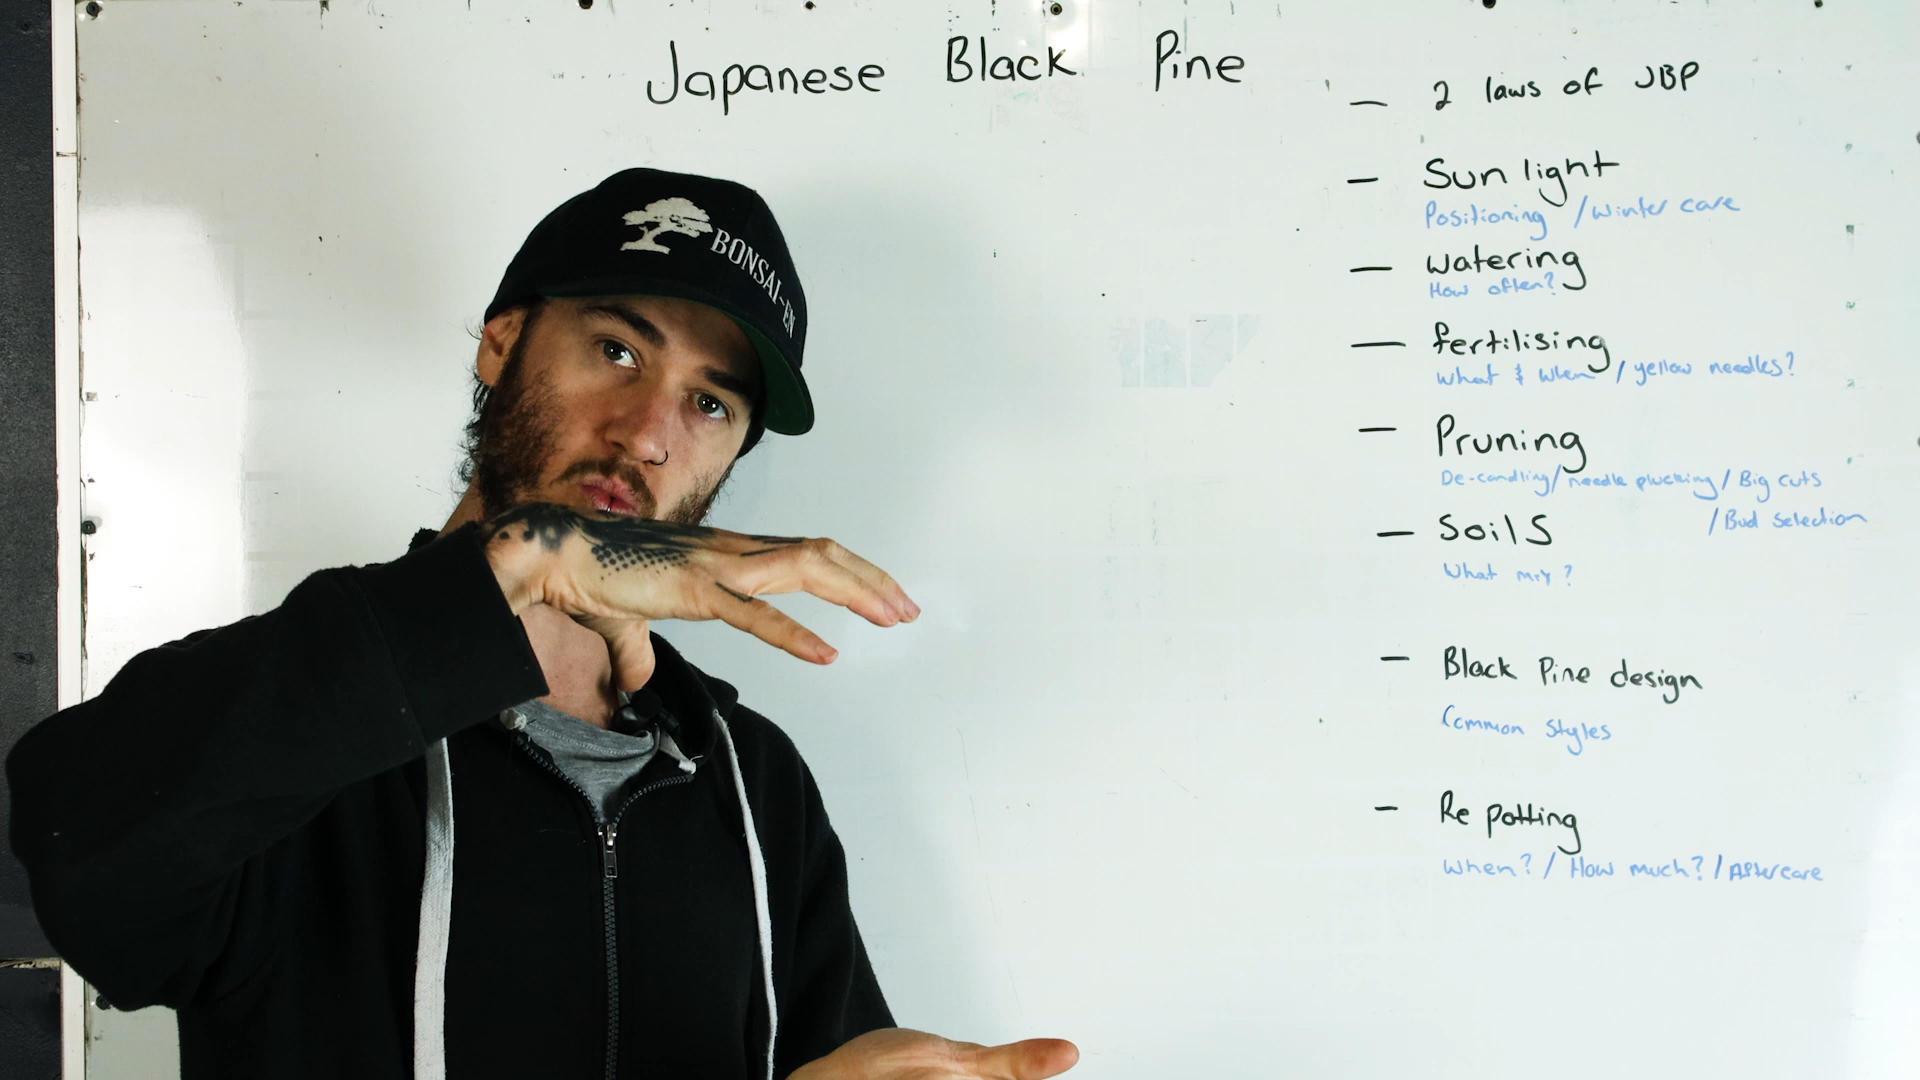 Japanese Black Pine
— 2 laws of JBP
— Sun light
Positioning / Winter care
— Watering
How often?
— fertilising
What & When / yellow needles?
— Pruning
De-candling / needle plucking / Big cuts
/ Bud Selection
— Soils
What mix?
— Black Pine design
Common Styles
— Re potting
When? / How much? / Aftercare
BONSAI-EN